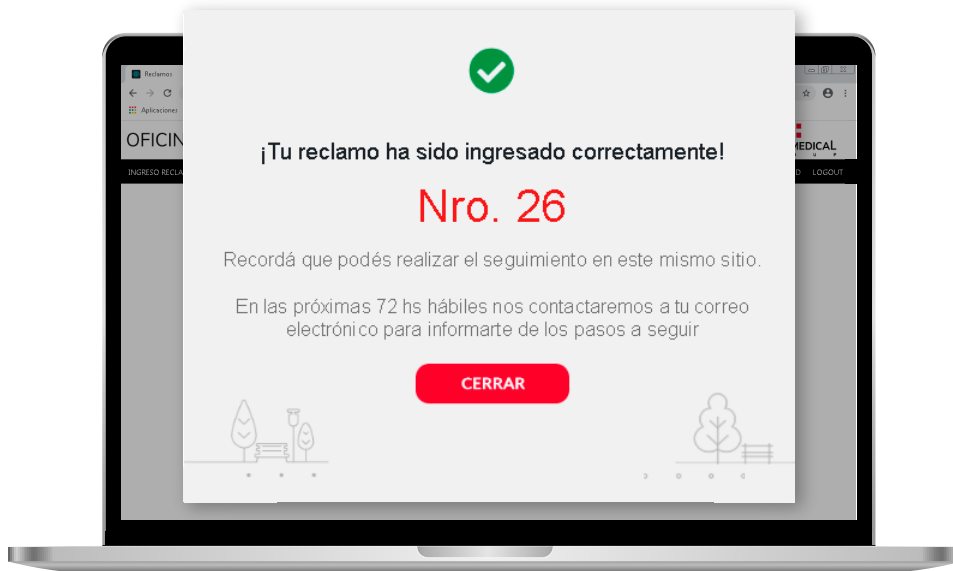 Reclamos
Aplicaciones
OFICIN
MEDICAL
INGRESO RECLA
LOGOUT
¡Tu reclamo ha sido ingresado correctamente!
Nro. 26
Recordá que podés realizar el seguimiento en este mismo sitio.
En las próximas 72 hs hábiles nos contactaremos a tu correo
electrónico para informarte de los pasos a seguir
CERRAR